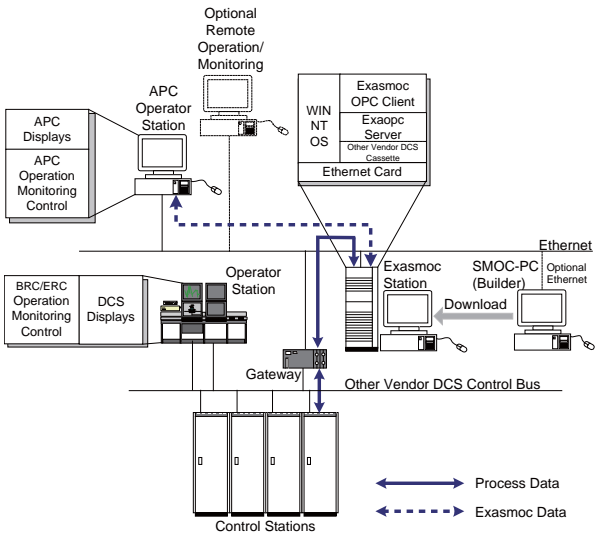 Optional
Remote
Operation/
Monitoring
APC
Operator
Station
APC
Displays
APC
Operation
Monitoring
Control
WIN
NT
OS
Exasmoc
OPC Client
Exaopc
Server
Other Vendor DCS
Cassette
Ethernet Card
Ethernet
BRC/ERC
Operation
Monitoring
Control
DCS
Displays
Operator
Station
Exasmoc
Station
SMOC-PC
(Builder)
Optional
Ethernet
Download
Gateway
Other Vendor DCS Control Bus
Control Stations
Process Data
Exasmoc Data